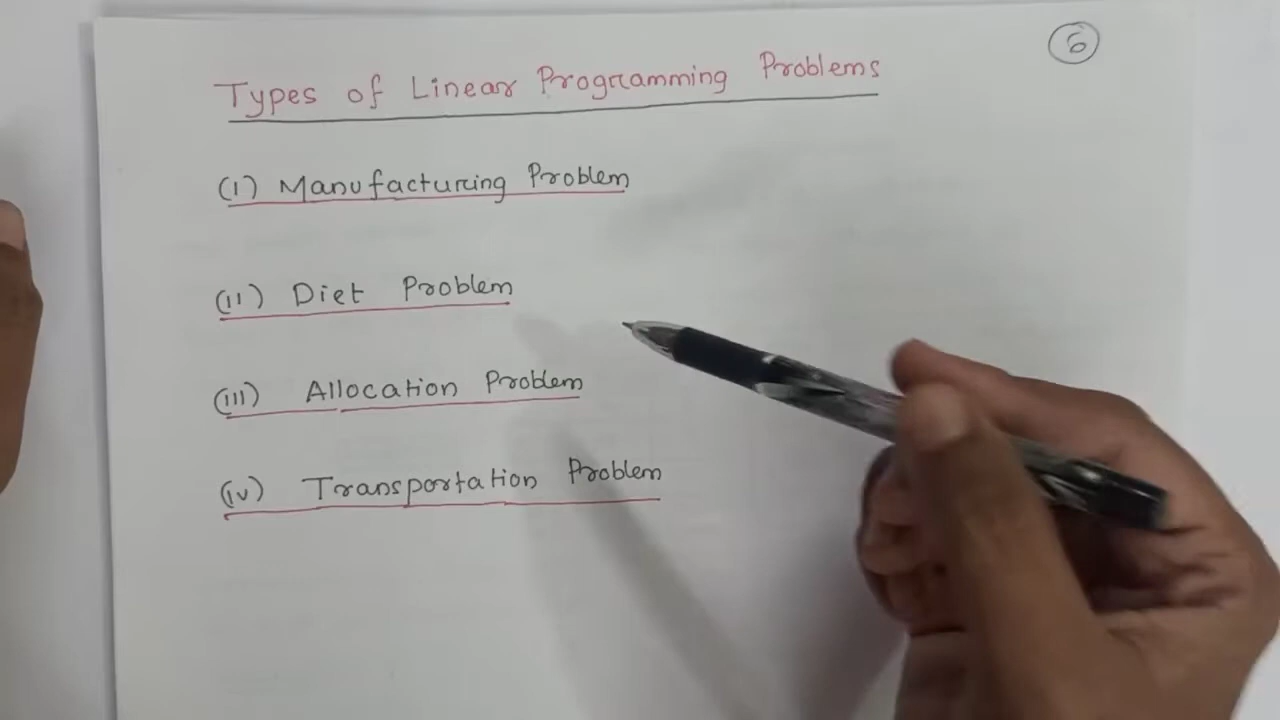 6
Types of Linear Programming Problems
(I) Manufacturing Problem
(II) Diet Problem
(III) Allocation Problem
(IV) Transportation Problem